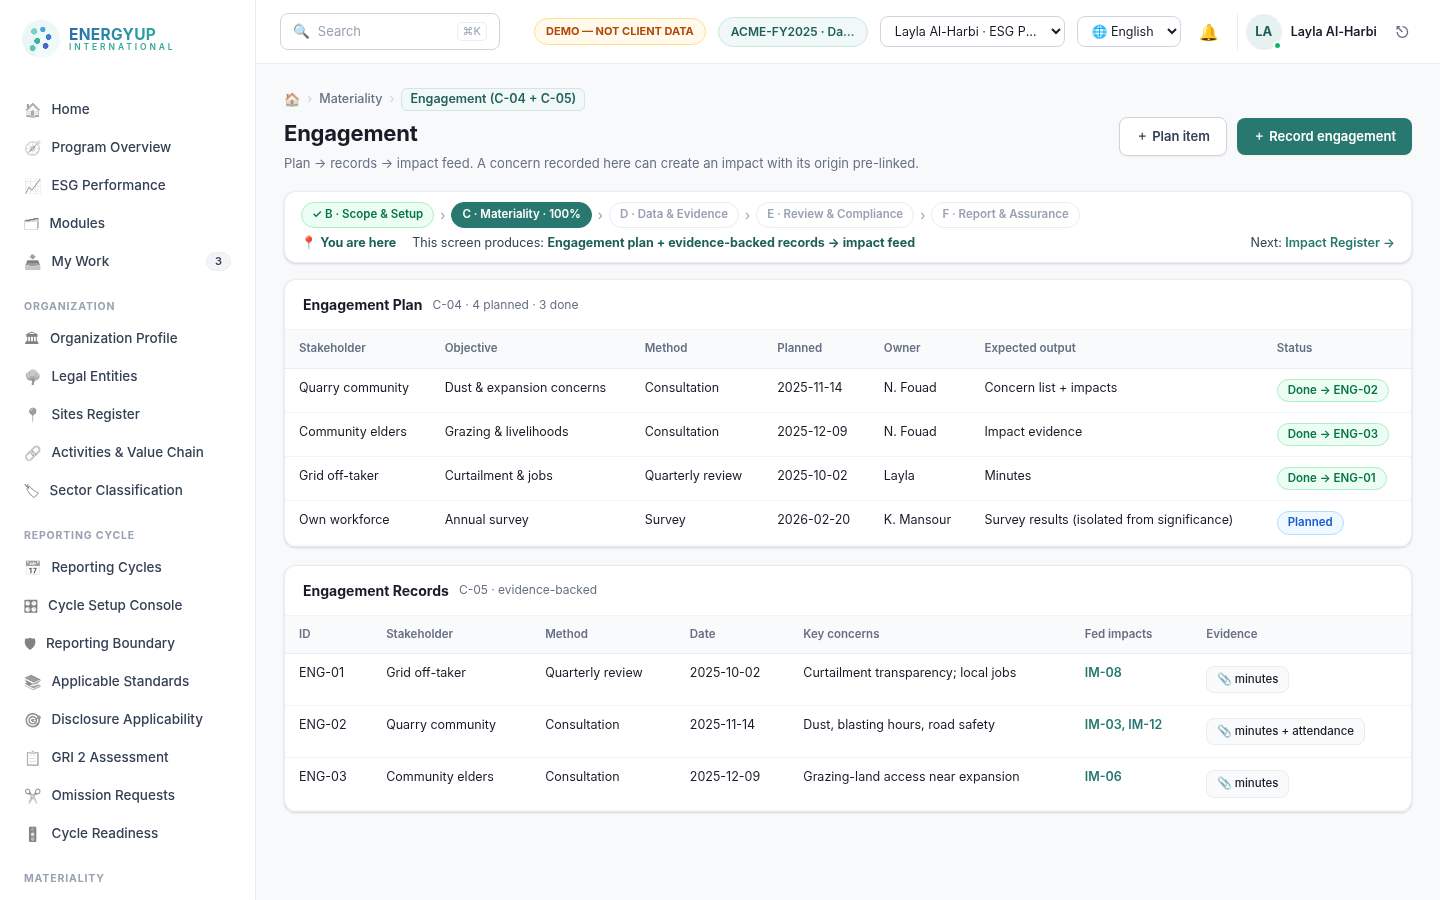 ENERGYUP
INTERNATIONAL
Search
⌘K
DEMO — NOT CLIENT DATA
ACME-FY2025 · Da...
Layla Al-Harbi · ESG P...
English
LA
Layla Al-Harbi
Home
Program Overview
ESG Performance
Modules
My Work
3
ORGANIZATION
Organization Profile
Legal Entities
Sites Register
Activities & Value Chain
Sector Classification
REPORTING CYCLE
Reporting Cycles
Cycle Setup Console
Reporting Boundary
Applicable Standards
Disclosure Applicability
GRI 2 Assessment
Omission Requests
Cycle Readiness
MATERIALITY
› Materiality › Engagement (C-04 + C-05)
Engagement
Plan → records → impact feed. A concern recorded here can create an impact with its origin pre-linked.
+ Plan item
+ Record engagement
✓ B · Scope & Setup › C · Materiality · 100% › D · Data & Evidence › E · Review & Compliance › F · Report & Assurance
You are here This screen produces: Engagement plan + evidence-backed records → impact feed Next: Impact Register →
Engagement Plan C-04 · 4 planned · 3 done
Stakeholder Objective Method Planned Owner Expected output Status
Quarry community Dust & expansion concerns Consultation 2025-11-14 N. Fouad Concern list + impacts Done → ENG-02
Community elders Grazing & livelihoods Consultation 2025-12-09 N. Fouad Impact evidence Done → ENG-03
Grid off-taker Curtailment & jobs Quarterly review 2025-10-02 Layla Minutes Done → ENG-01
Own workforce Annual survey Survey 2026-02-20 K. Mansour Survey results (isolated from significance) Planned
Engagement Records C-05 · evidence-backed
ID Stakeholder Method Date Key concerns Fed impacts Evidence
ENG-01 Grid off-taker Quarterly review 2025-10-02 Curtailment transparency; local jobs IM-08 minutes
ENG-02 Quarry community Consultation 2025-11-14 Dust, blasting hours, road safety IM-03, IM-12 minutes + attendance
ENG-03 Community elders Consultation 2025-12-09 Grazing-land access near expansion IM-06 minutes